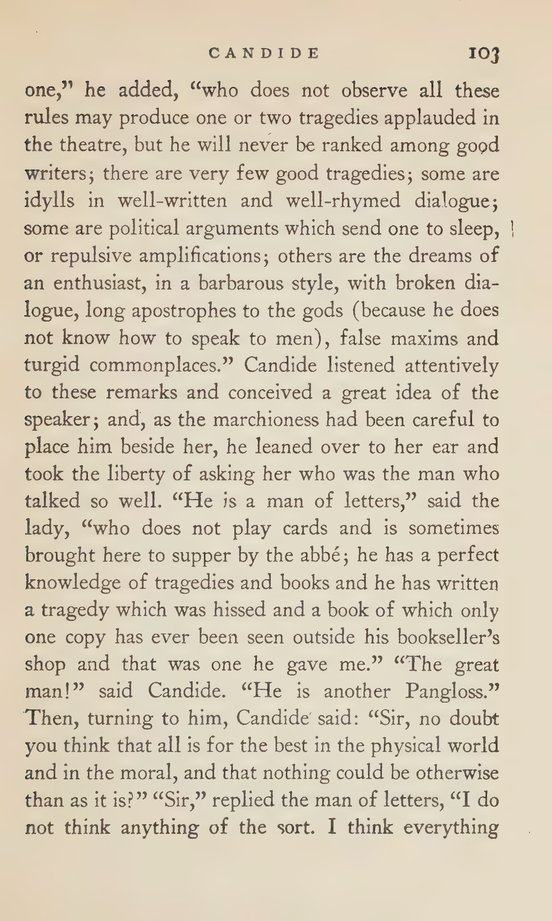 CANDIDE 103
one," he added, "who does not observe all these
rules may produce one or two tragedies applauded in
the theatre, but he will never be ranked among good
writers; there are very few good tragedies; some are
idylls in well-written and well-rhymed dialogue;
some are political arguments which send one to sleep,
or repulsive amplifications; others are the dreams of
an enthusiast, in a barbarous style, with broken dia-
logue, long apostrophes to the gods (because he does
not know how to speak to men), false maxims and
turgid commonplaces." Candide listened attentively
to these remarks and conceived a great idea of the
speaker; and, as the marchioness had been careful to
place him beside her, he leaned over to her ear and
took the liberty of asking her who was the man who
talked so well. "He is a man of letters," said the
lady, "who does not play cards and is sometimes
brought here to supper by the abbé; he has a perfect
knowledge of tragedies and books and he has written
a tragedy which was hissed and a book of which only
one copy has ever been seen outside his bookseller's
shop and that was one he gave me." "The great
man!" said Candide. "He is another Pangloss."
Then, turning to him, Candide said: "Sir, no doubt
you think that all is for the best in the physical world
and in the moral, and that nothing could be otherwise
than as it is?" "Sir," replied the man of letters, "I do
not think anything of the sort. I think everything